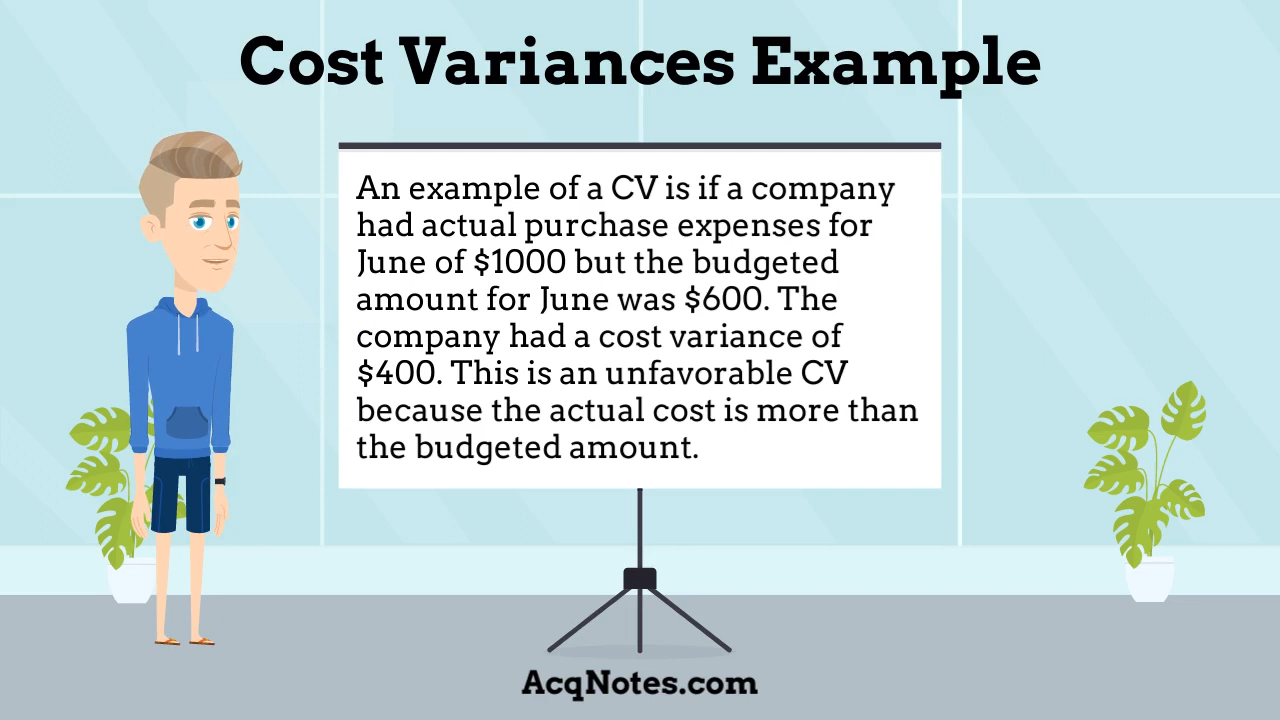 Cost Variances Example
An example of a CV is if a company
had actual purchase expenses for
June of $1000 but the budgeted
amount for June was $600. The
company had a cost variance of
$400. This is an unfavorable CV
because the actual cost is more than
the budgeted amount.
AcqNotes.com